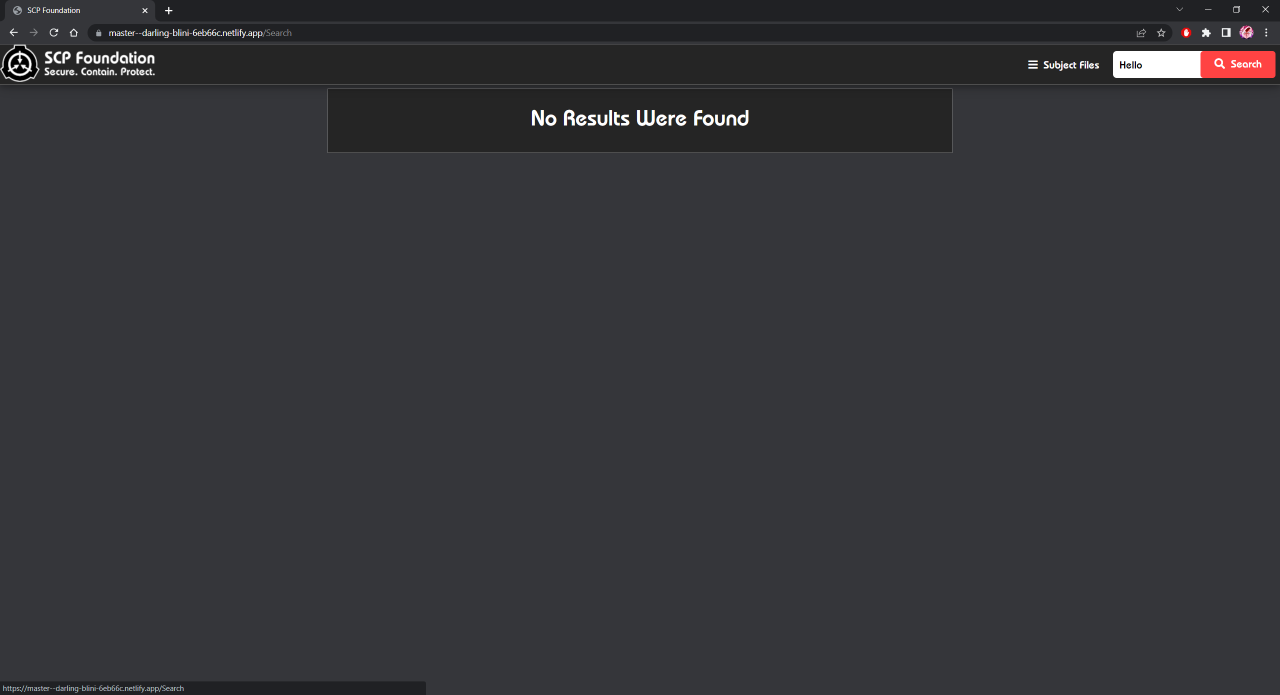 SCP Foundation
master--darling-blini-6eb66c.netlify.app/Search
SCP Foundation
Secure. Contain. Protect.
Subject Files
Hello
Search
No Results Were Found
https://master--darling-blini-6eb66c.netlify.app/Search